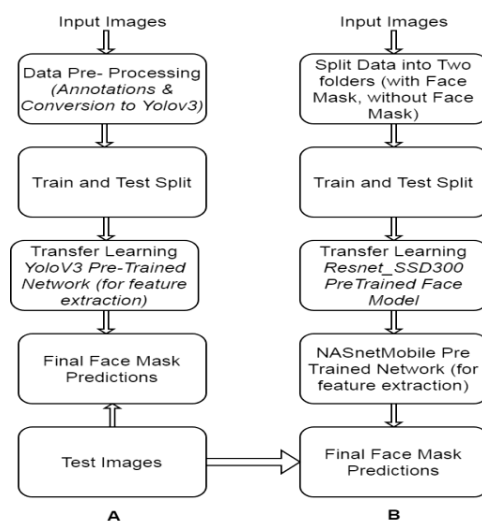 Input Images
Data Pre- Processing
(Annotations &
Conversion to Yolov3)
Train and Test Split
Transfer Learning
YoloV3 Pre-Trained
Network (for feature
extraction)
Final Face Mask
Predictions
Test Images
A
Input Images
Split Data into Two
folders (with Face
Mask, without Face
Mask)
Train and Test Split
Transfer Learning
Resnet_SSD300
PreTrained Face
Model
NASnetMobile Pre
Trained Network (for
feature extraction)
Final Face Mask
Predictions
B